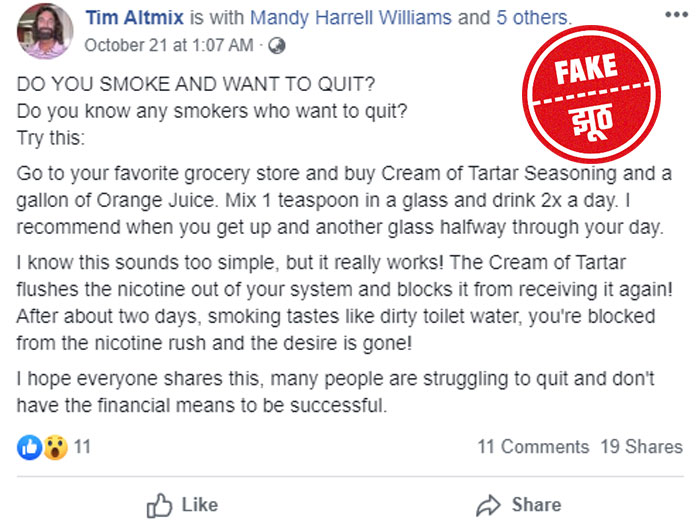 Tim Altmix is with Mandy Harrell Williams and 5 others.
October 21 at 1:07 AM ·
FAKE
झूठ
DO YOU SMOKE AND WANT TO QUIT?
Do you know any smokers who want to quit?
Try this:
Go to your favorite grocery store and buy Cream of Tartar Seasoning and a
gallon of Orange Juice. Mix 1 teaspoon in a glass and drink 2x a day. I
recommend when you get up and another glass halfway through your day.
I know this sounds too simple, but it really works! The Cream of Tartar
flushes the nicotine out of your system and blocks it from receiving it again!
After about two days, smoking tastes like dirty toilet water, you're blocked
from the nicotine rush and the desire is gone!
I hope everyone shares this, many people are struggling to quit and don't
have the financial means to be successful.
11
11 Comments 19 Shares
Like
Share